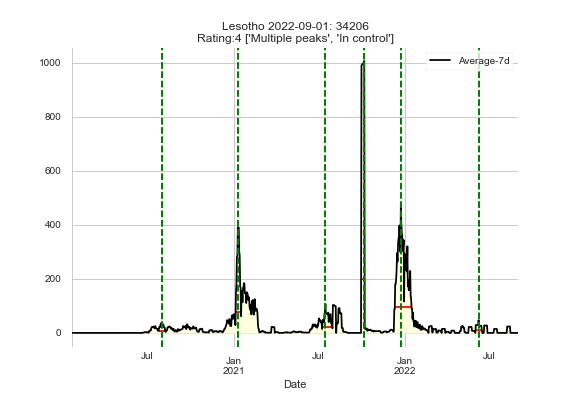 Lesotho 2022-09-01: 34206
Rating:4 ['Multiple peaks', 'In control']
Average-7d
1000
800
600
400
200
0
Jul
Jan
2021
Jul
Jan
2022
Jul
Date